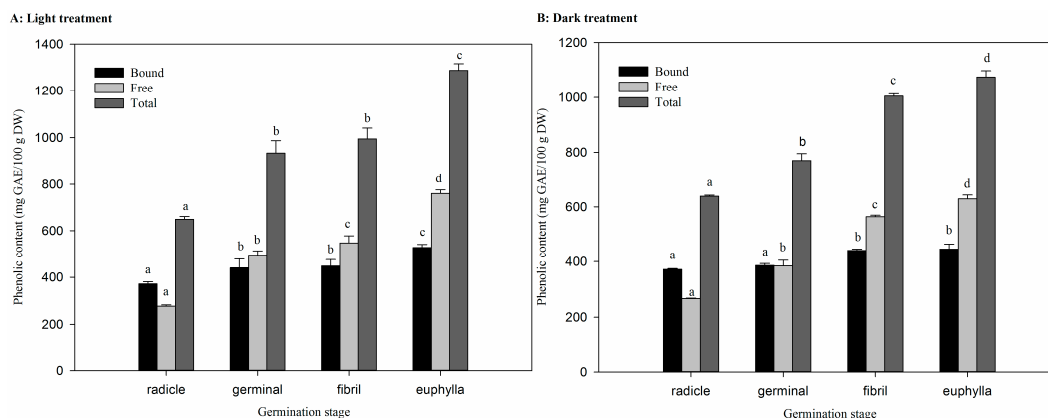 A: Light treatment
Phenolic content (mg GAE/100 g DW)
1400
1200
1000
800
600
400
200
0
Bound
Free
Total
a
a
a
b
b
b
b
c
b
c
d
c
radicle
germinal
fibril
euphylla
Germination stage
B: Dark treatment
Phenolic content (mg GAE/100 g DW)
1200
1000
800
600
400
200
0
Bound
Free
Total
a
a
a
a
b
b
b
c
c
b
d
d
radicle
germinal
fibril
euphylla
Germination stage